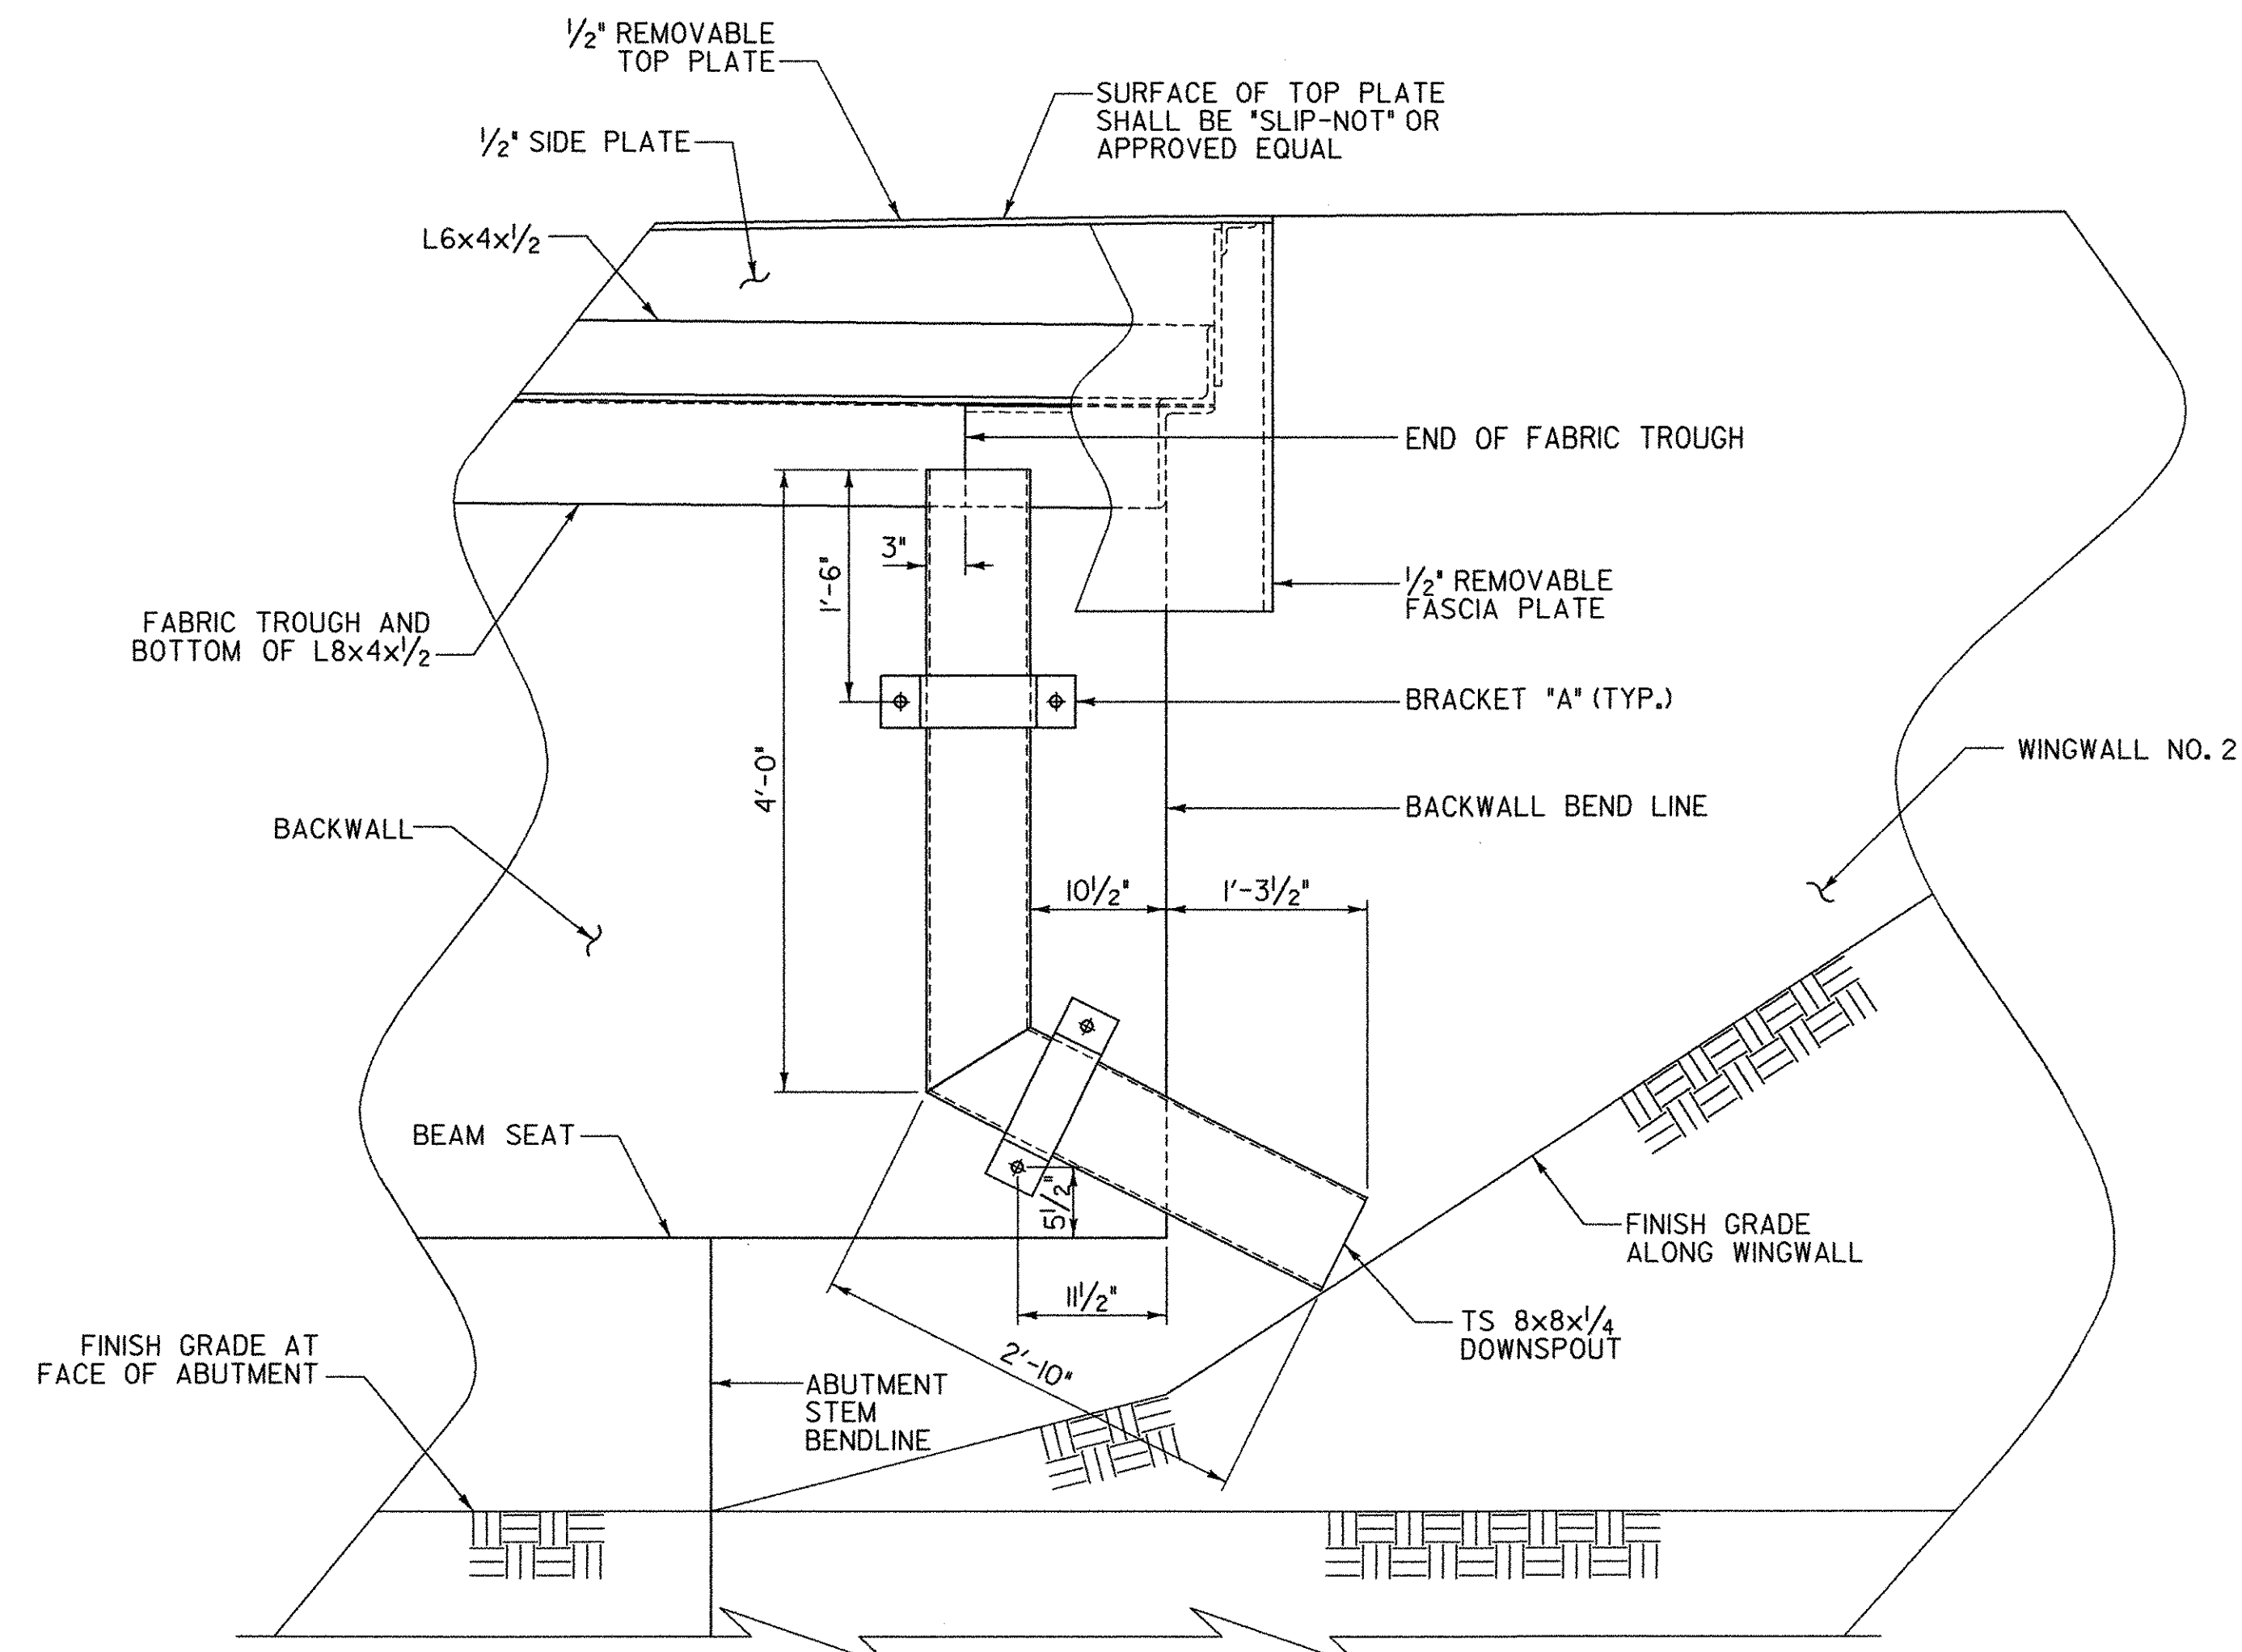 1/2" REMOVABLE
TOP PLATE
SURFACE OF TOP PLATE
SHALL BE "SLIP-NOT" OR
APPROVED EQUAL
1/2" SIDE PLATE
L6x4x1/2
END OF FABRIC TROUGH
3"
1'-6"
1/2" REMOVABLE
FASCIA PLATE
FABRIC TROUGH AND
BOTTOM OF L8x4x1/2
BRACKET "A" (TYP.)
WINGWALL NO. 2
4'-0"
BACKWALL BEND LINE
BACKWALL
10 1/2"
1'-3 1/2"
BEAM SEAT
5 1/2"
FINISH GRADE
ALONG WINGWALL
11 1/2"
TS 8x8x1/4
DOWNSPOUT
FINISH GRADE AT
FACE OF ABUTMENT
2'-10"
ABUTMENT
STEM
BENDLINE